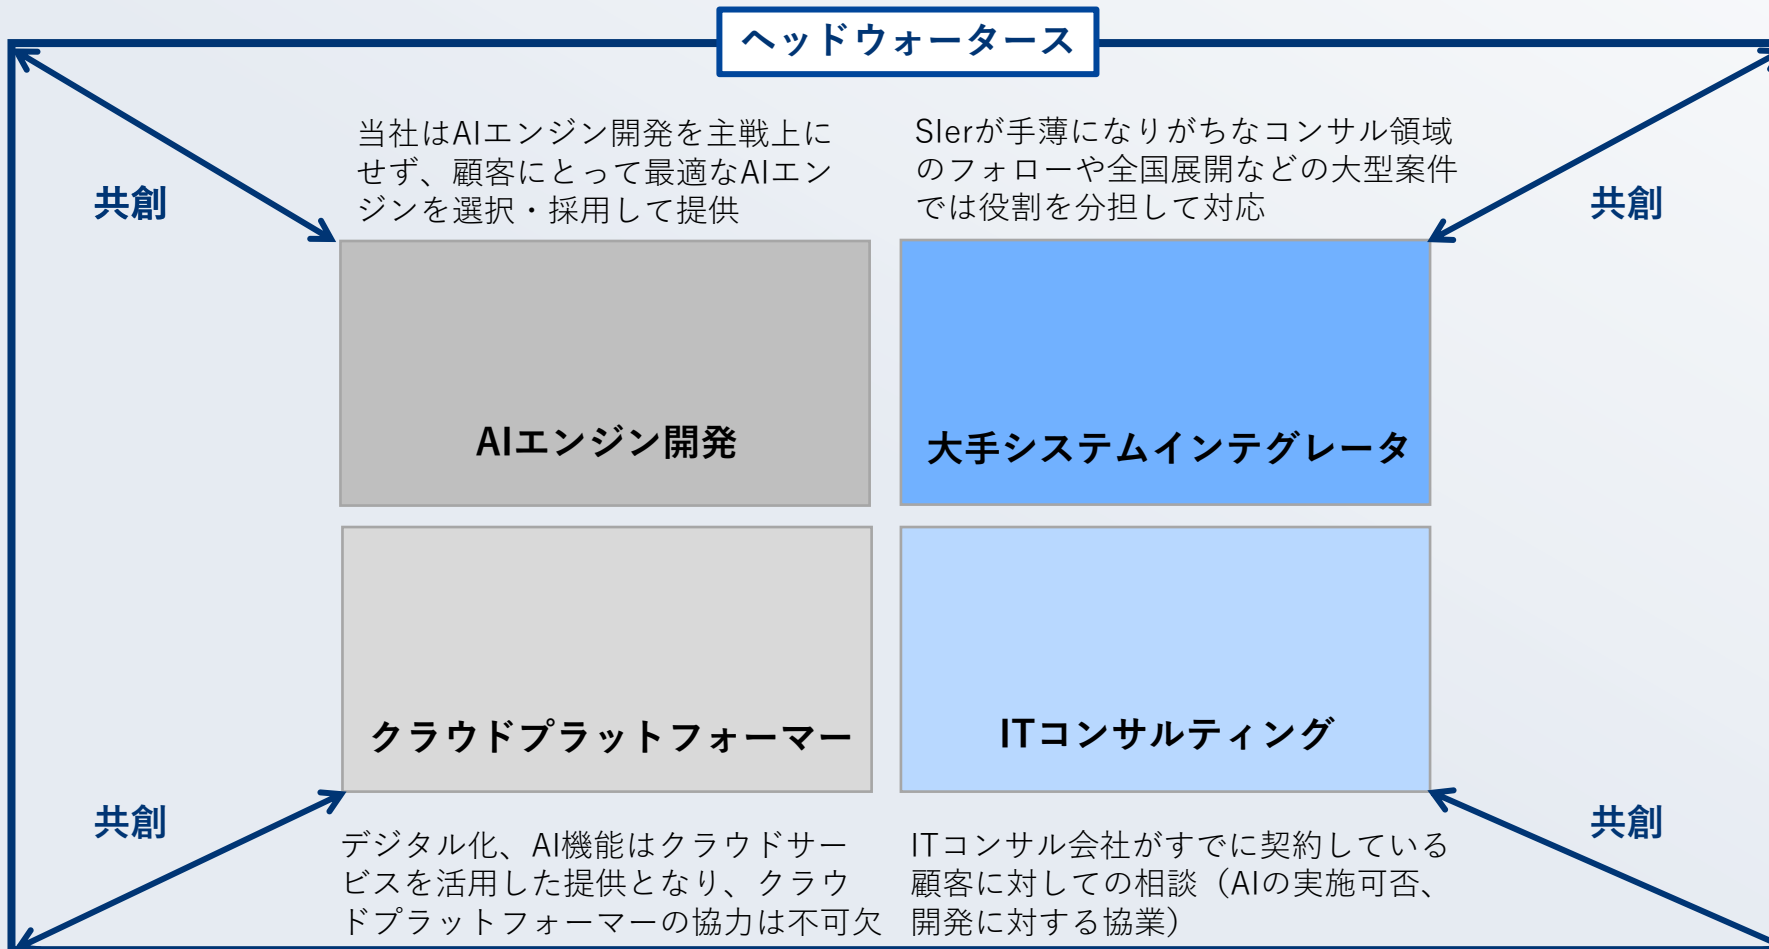 ヘッドウォータース
当社はAIエンジン開発を主戦上に
せず、顧客にとって最適なAIエン
ジンを選択・採用して提供
SIerが手薄になりがちなコンサル領域
のフォローや全国展開などの大型案件
では役割を分担して対応
共創
共創
AIエンジン開発
大手システムインテグレータ
クラウドプラットフォーマー
ITコンサルティング
共創
共創
デジタル化、AI機能はクラウドサー
ビスを活用した提供となり、クラウ
ドプラットフォーマーの協力は不可欠
ITコンサル会社がすでに契約している
顧客に対しての相談（AIの実施可否、
開発に対する協業）